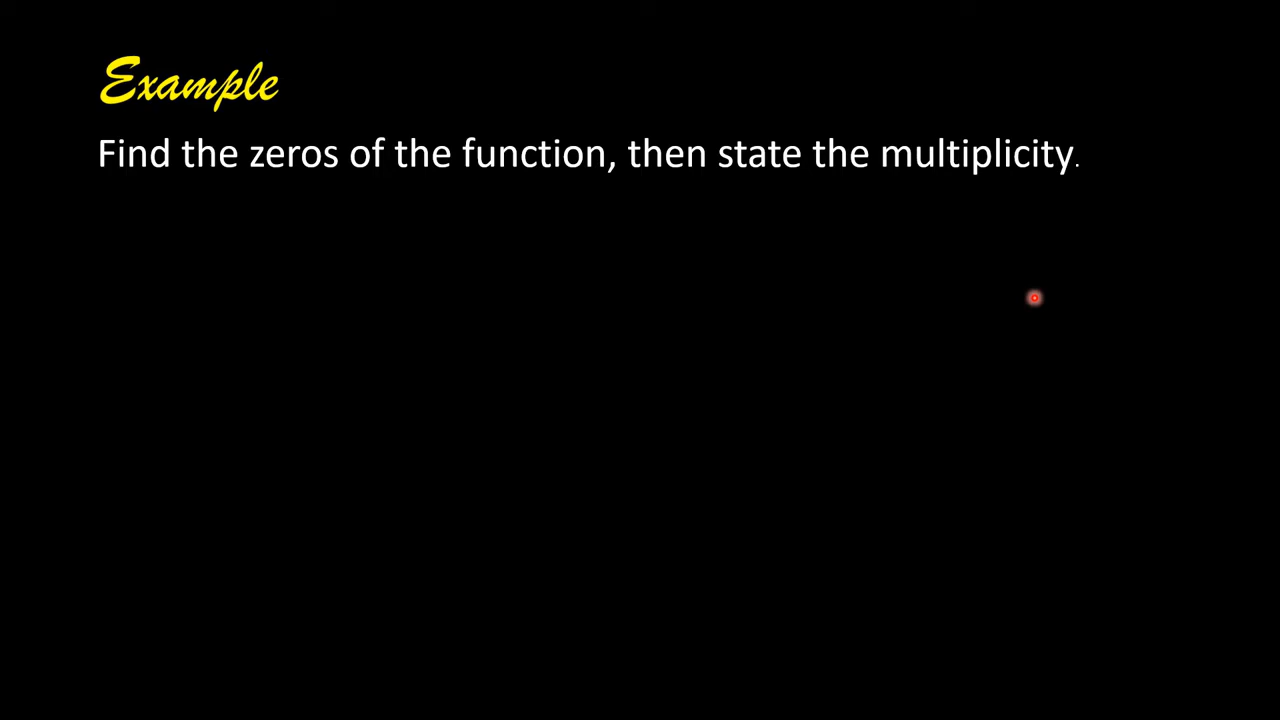 Example
Find the zeros of the function, then state the multiplicity.